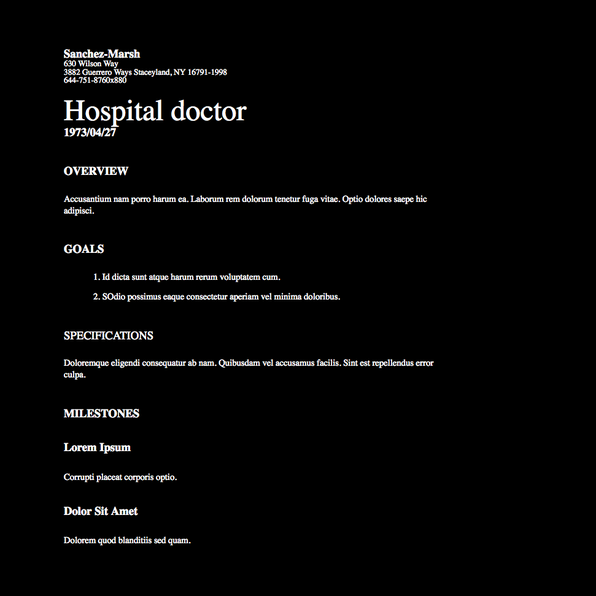 Sanchez-Marsh
630 Wilson Way
3882 Guerrero Ways Staceyland, NY 16791-1998
644-751-8760x880
Hospital doctor
1973/04/27
OVERVIEW
Accusantium nam porro harum ea. Laborum rem dolorum tenetur fuga vitae. Optio dolores saepe hic
adipisci.
GOALS
1. Id dicta sunt atque harum rerum voluptatem cum.
2. SOdio possimus eaque consectetur aperiam vel minima doloribus.
SPECIFICATIONS
Doloremque eligendi consequatur ab nam. Quibusdam vel accusamus facilis. Sint est repellendus error
culpa.
MILESTONES
Lorem Ipsum
Corrupti placeat corporis optio.
Dolor Sit Amet
Dolorem quod blanditiis sed quam.